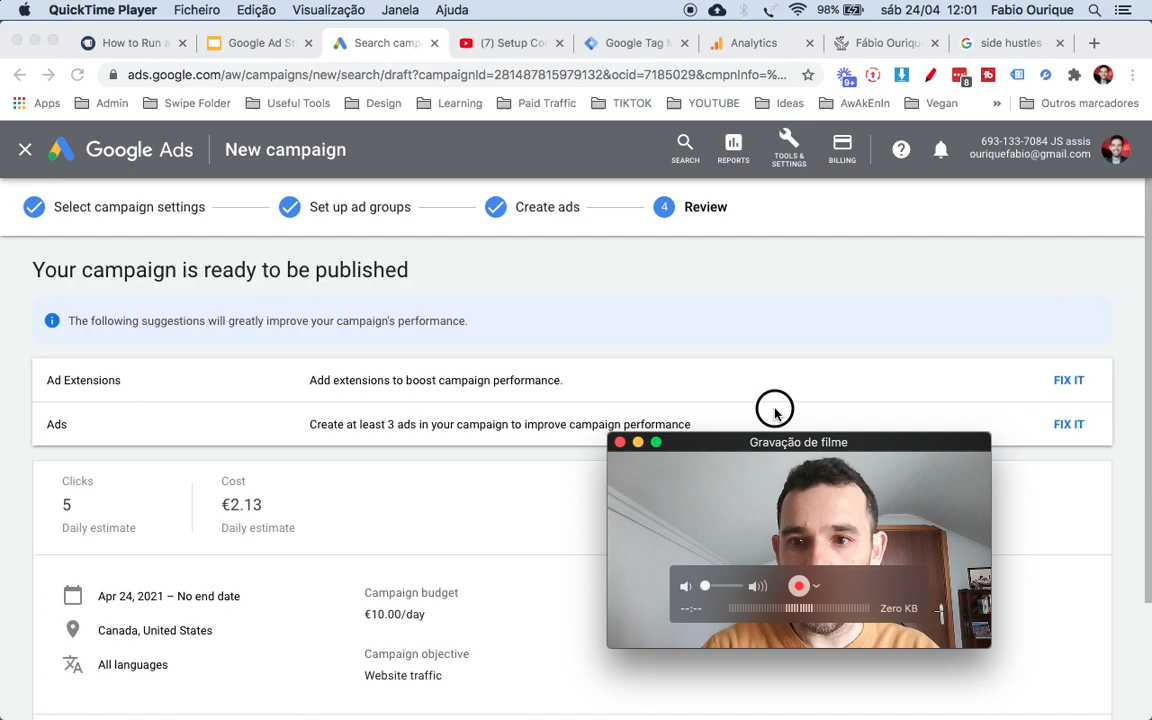 QuickTime Player Ficheiro Edição Visualização Janela Ajuda 98% sáb 24/04 12:01 Fabio Ourique
How to Run a Google Ad St (7) Setup Co Google Tag M Analytics Fábio Ouriqu side hustles -
Search camp
ads.google.com/aw/campaigns/new/search/draft?campaignId=281487815979132&ocid=7185029&cmpnInfo=%...
9+
8
Apps Admin Swipe Folder Useful Tools Design Learning Paid Traffic TIKTOK YOUTUBE Ideas AwAkEnIn Vegan » Outros marcadores
Google Ads New campaign
SEARCH
REPORTS
TOOLS &
SETTINGS
BILLING
693-133-7084 JS assis
ouriquefabio@gmail.com
Select campaign settings Set up ad groups Create ads 4 Review
Your campaign is ready to be published
The following suggestions will greatly improve your campaign's performance.
Ad Extensions Add extensions to boost campaign performance. FIX IT
Ads Create at least 3 ads in your campaign to improve campaign performance FIX IT
Gravação de filme
Clicks
5
Daily estimate
Cost
€2.13
Daily estimate
--:-- Zero KB
Apr 24, 2021 – No end date
Canada, United States
All languages
Campaign budget
€10.00/day
Campaign objective
Website traffic